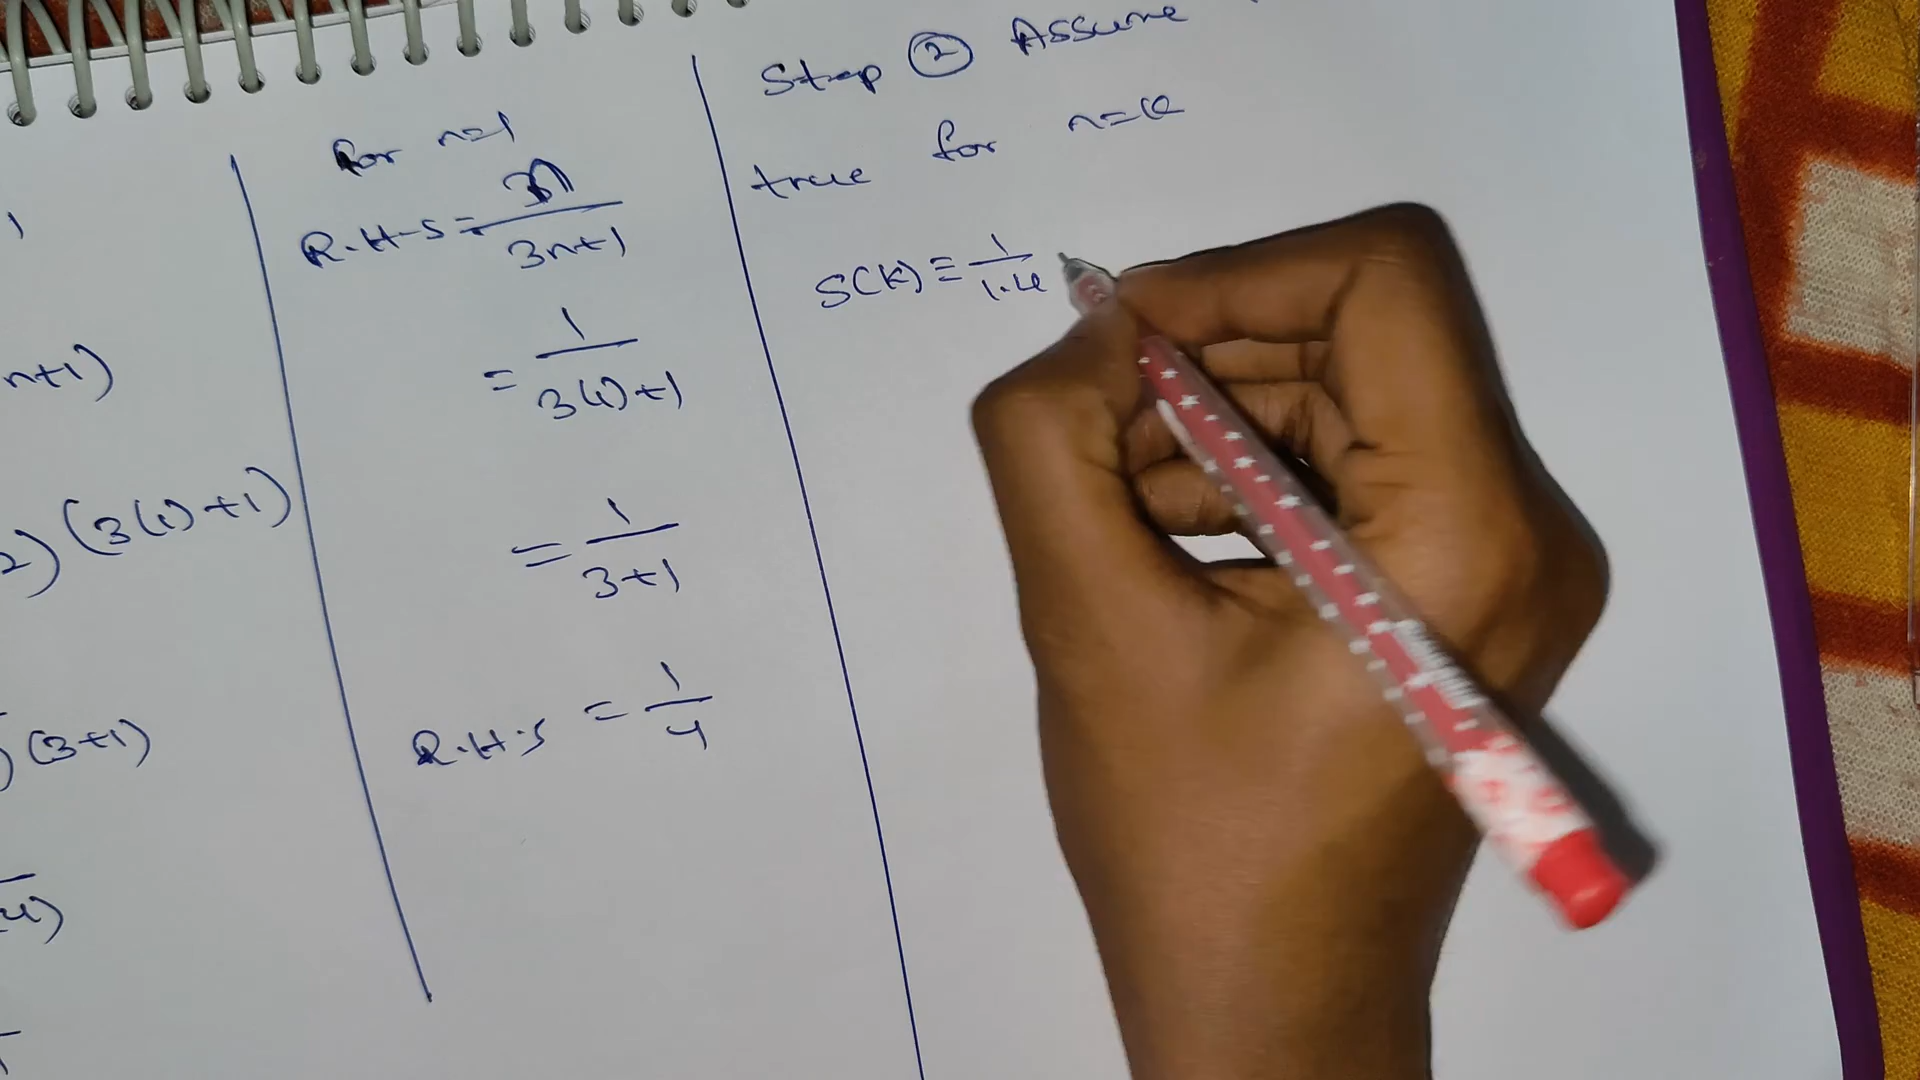 n+1)
2) (3(1)+1)
) (3+1)
4)
for n=1
R.H-S = n/3n+1
= 1/3(1)+1
= 1/3+1
R.H.S = 1/4
Step ② Assume
true for n=k
S(k) ≡ 1/1.4